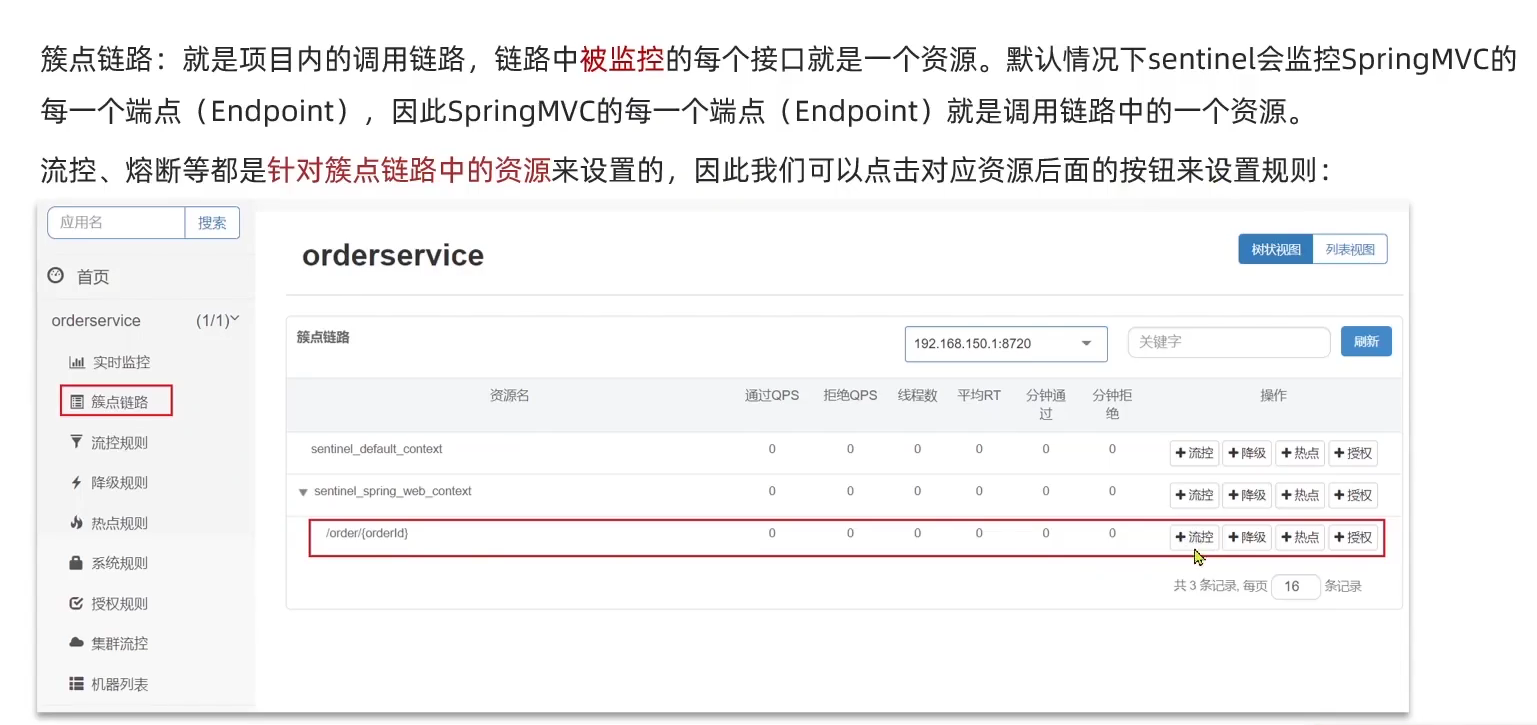 簇点链路：就是项目内的调用链路，链路中被监控的每个接口就是一个资源。默认情况下sentinel会监控SpringMVC的
每一个端点（Endpoint），因此SpringMVC的每一个端点（Endpoint）就是调用链路中的一个资源。
流控、熔断等都是针对簇点链路中的资源来设置的，因此我们可以点击对应资源后面的按钮来设置规则：
应用名 搜索
orderservice
树状视图 列表视图
首页
orderservice (1/1)
簇点链路 192.168.150.1:8720 关键字 刷新
实时监控
簇点链路
流控规则
降级规则
热点规则
系统规则
授权规则
集群流控
机器列表
资源名 通过QPS 拒绝QPS 线程数 平均RT 分钟通过 分钟拒绝 操作
sentinel_default_context 0 0 0 0 0 0 +流控 +降级 +热点 +授权
sentinel_spring_web_context 0 0 0 0 0 0 +流控 +降级 +热点 +授权
/order/{orderId} 0 0 0 0 0 0 +流控 +降级 +热点 +授权
共 3 条记录, 每页 16 条记录